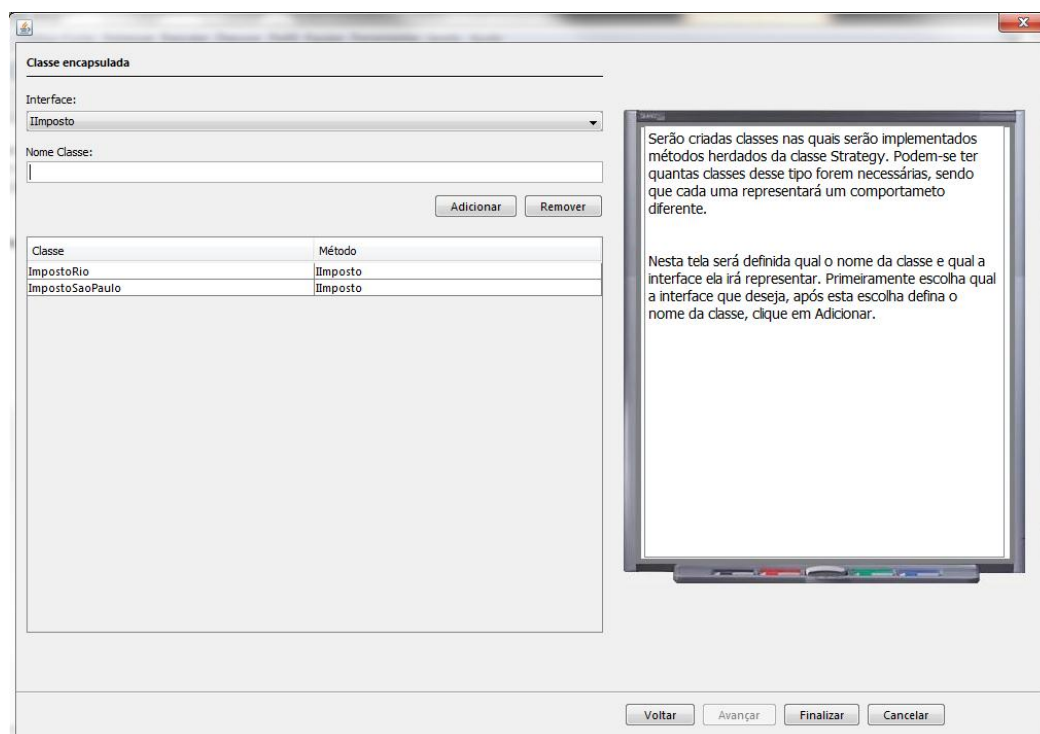 Classe encapsulada
Interface:
IImposto
Nome Classe:
Adicionar Remover
Classe Método
ImpostoRio IImposto
ImpostoSaoPaulo IImposto
Serão criadas classes nas quais serão implementados
métodos herdados da classe Strategy. Podem-se ter
quantas classes desse tipo forem necessárias, sendo
que cada uma representará um comportameto
diferente.
Nesta tela será definida qual o nome da classe e qual a
interface ela irá representar. Primeiramente escolha qual
a interface que deseja, após esta escolha defina o
nome da classe, clique em Adicionar.
Voltar Avançar Finalizar Cancelar